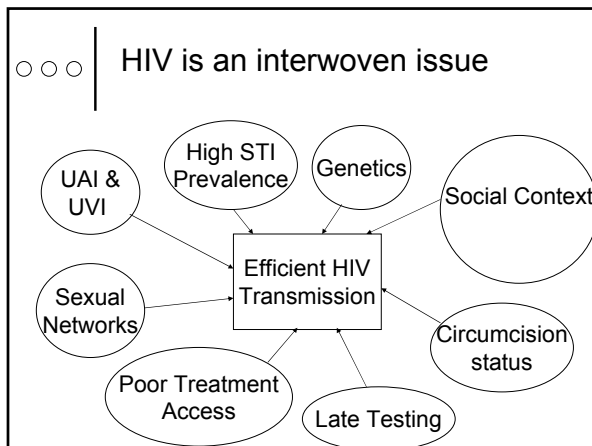 HIV is an interwoven issue
High STI
Prevalence
Genetics
UAI &
UVI
Social Context
Efficient HIV
Transmission
Sexual
Networks
Circumcision
status
Poor Treatment
Access
Late Testing